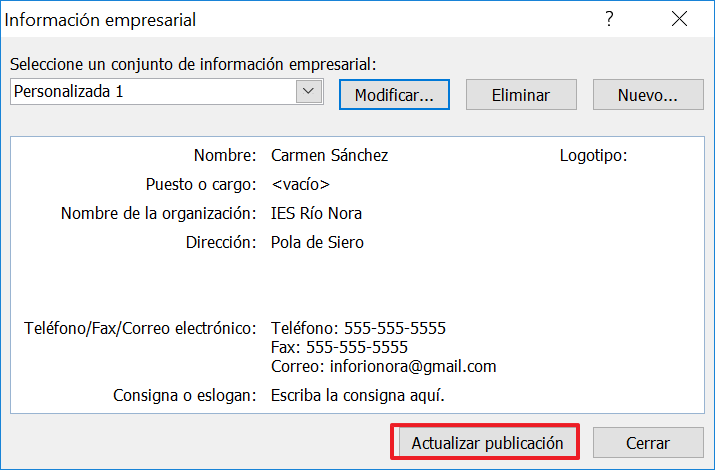 Información empresarial ?
Seleccione un conjunto de información empresarial:
Personalizada 1 Modificar... Eliminar Nuevo...
Nombre: Carmen Sánchez Logotipo:
Puesto o cargo: <vacío>
Nombre de la organización: IES Río Nora
Dirección: Pola de Siero
Teléfono/Fax/Correo electrónico: Teléfono: 555-555-5555
Fax: 555-555-5555
Correo: inforionora@gmail.com
Consigna o eslogan: Escriba la consigna aquí.
Actualizar publicación Cerrar